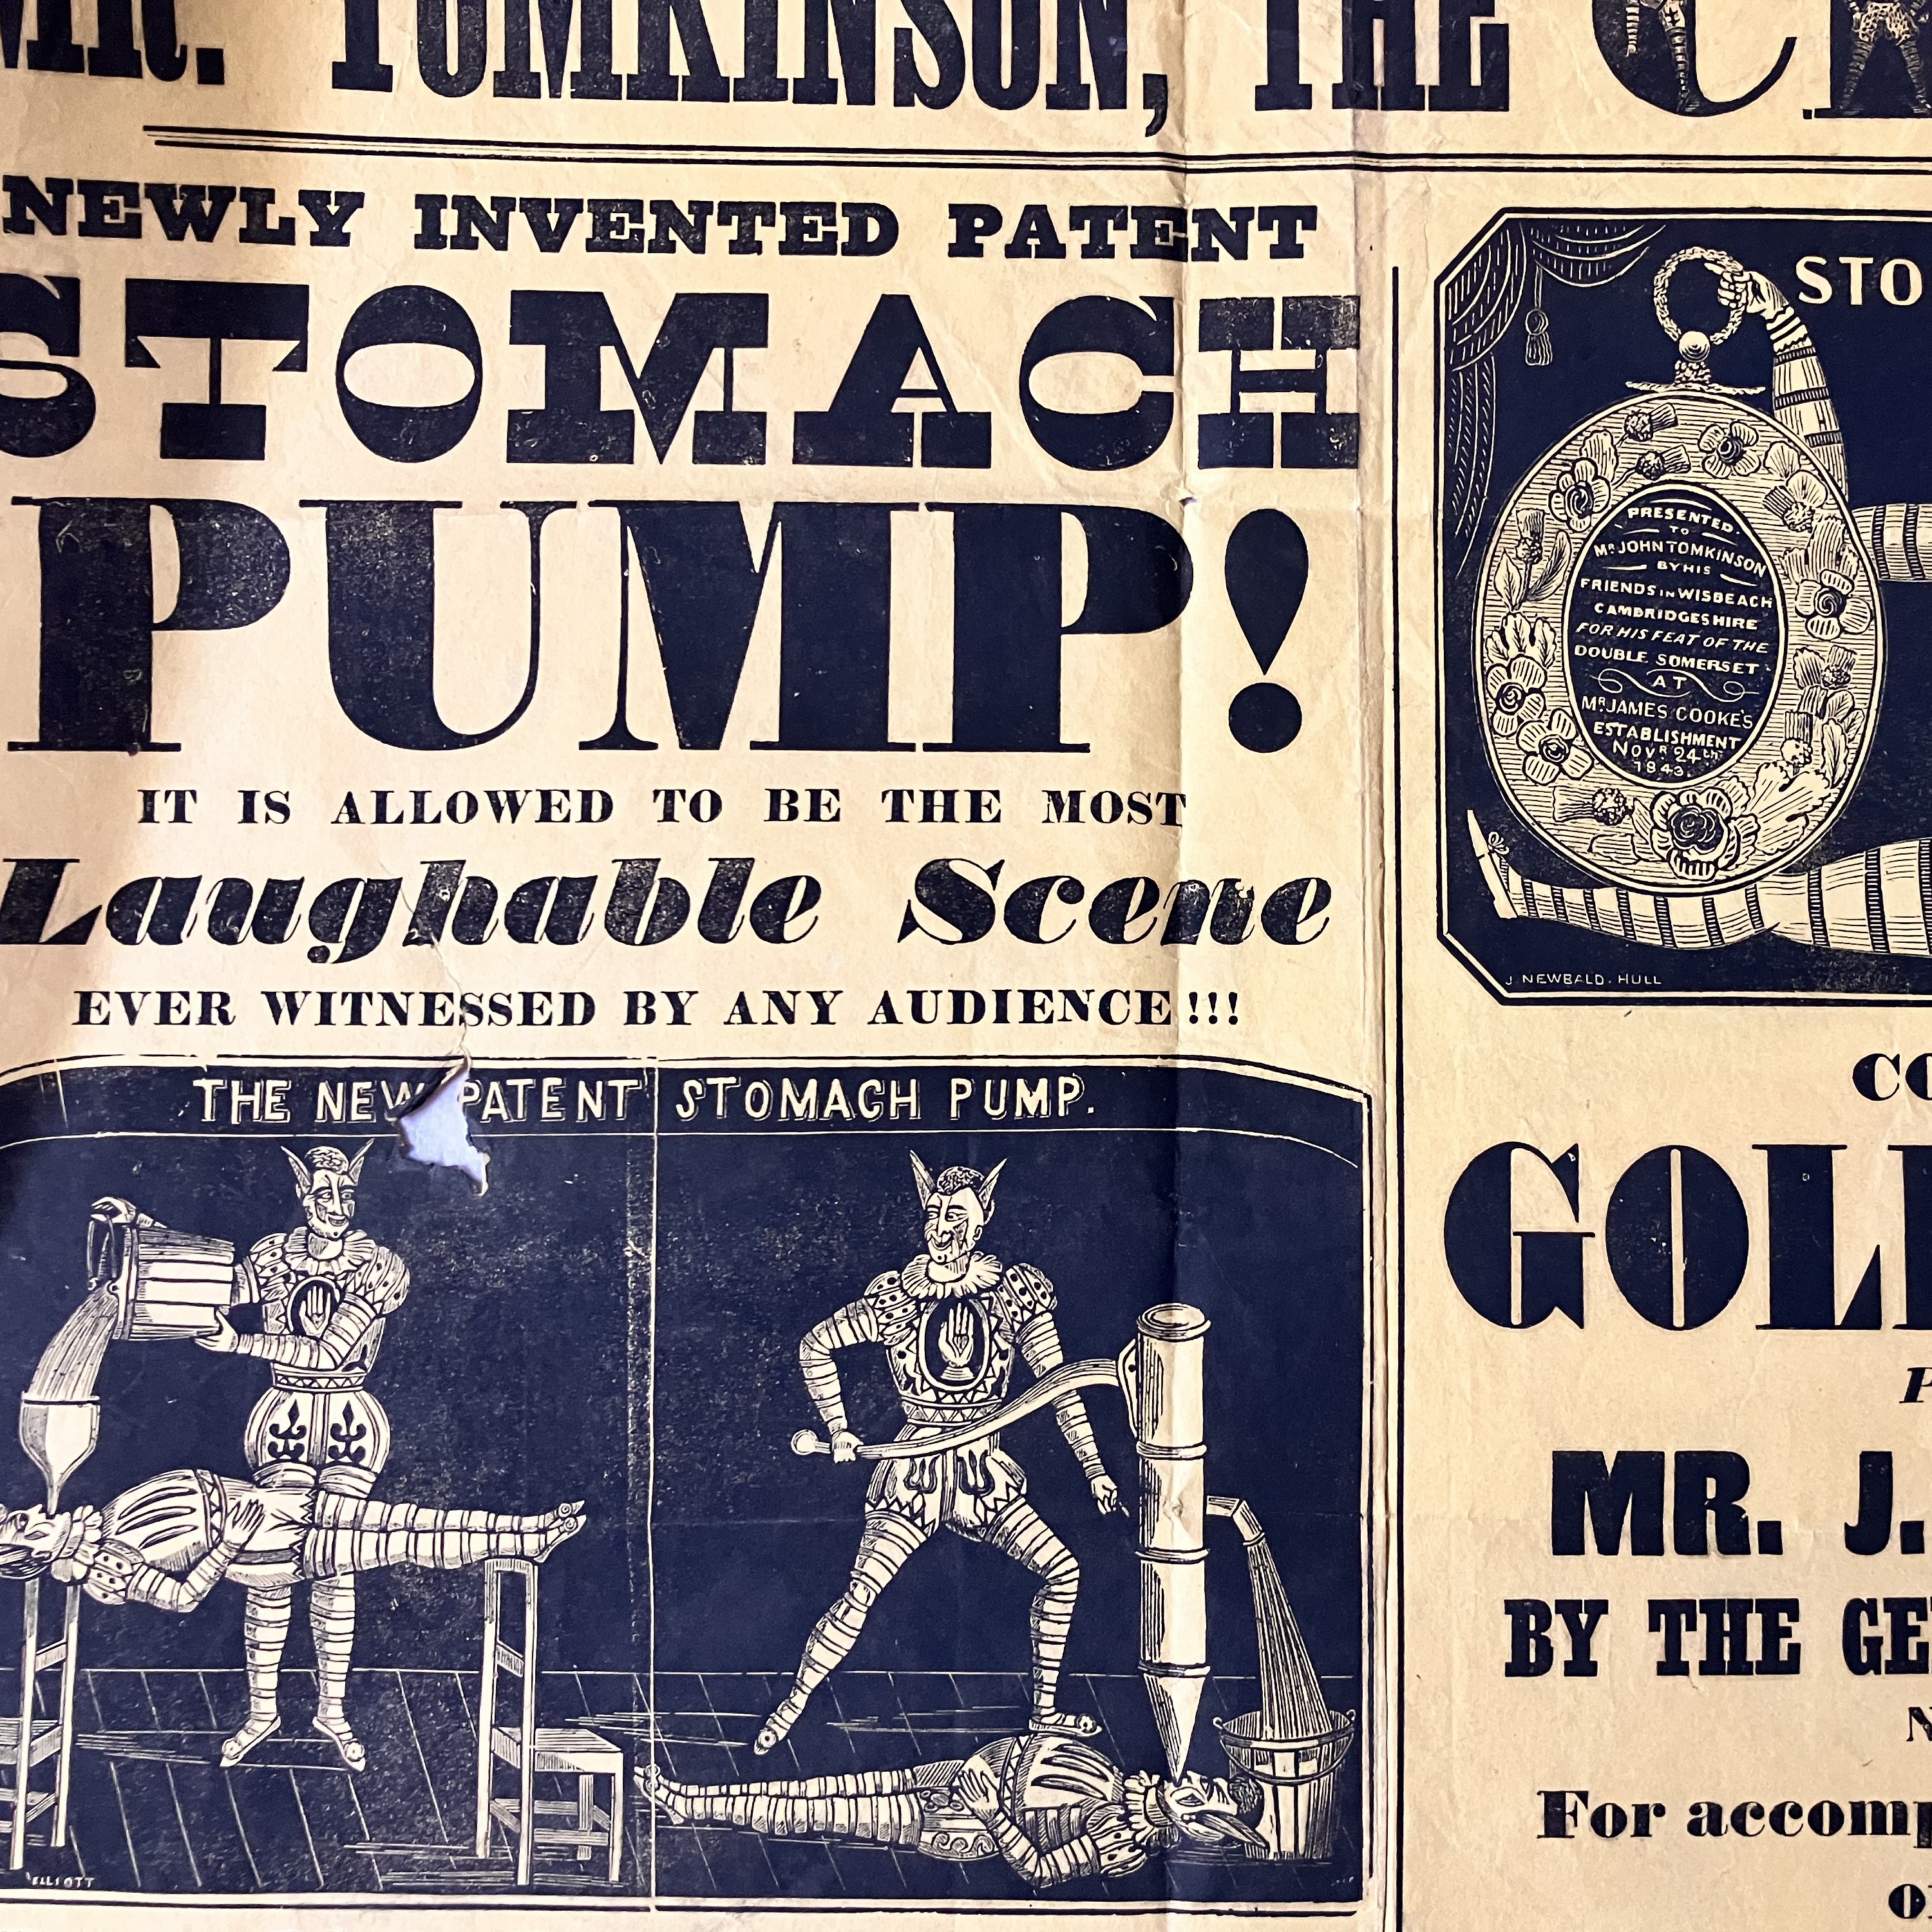 MR. TOMKINSON, THE
NEWLY INVENTED PATENT
STOMACH
PUMP!
IT IS ALLOWED TO BE THE MOST
Laughable Scene
EVER WITNESSED BY ANY AUDIENCE!!!
THE NEW PATENT STOMACH PUMP.
ELLIOTT
STO
PRESENTED
TO
MR JOHN TOMKINSON
BY HIS
FRIENDS IN WISBEACH
CAMBRIDGESHIRE
FOR HIS FEAT OF THE
DOUBLE SOMERSET
AT
MR JAMES COOKE'S
ESTABLISHMENT
NOVR 24th
1843.
J. NEWBALD. HULL
CO
GOL
P
MR. J.
BY THE GE
N
For accomp